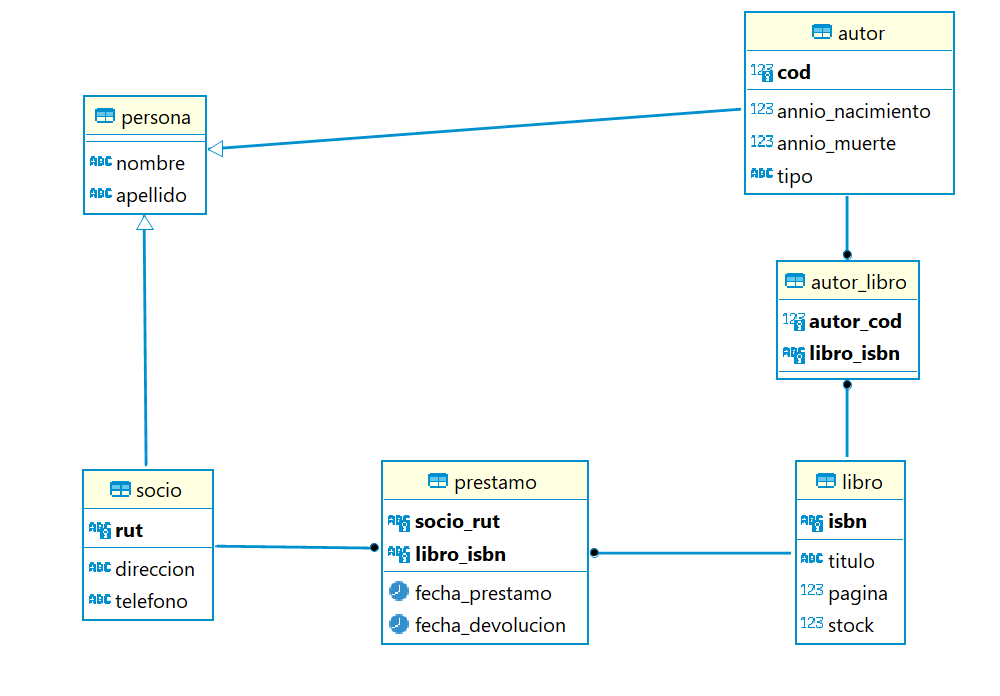 autor
123 cod
123 annio_nacimiento
123 annio_muerte
ABC tipo
persona
ABC nombre
ABC apellido
autor_libro
123 autor_cod
ABC libro_isbn
socio
ABC rut
ABC direccion
ABC telefono
prestamo
ABC socio_rut
ABC libro_isbn
fecha_prestamo
fecha_devolucion
libro
ABC isbn
ABC titulo
123 pagina
123 stock